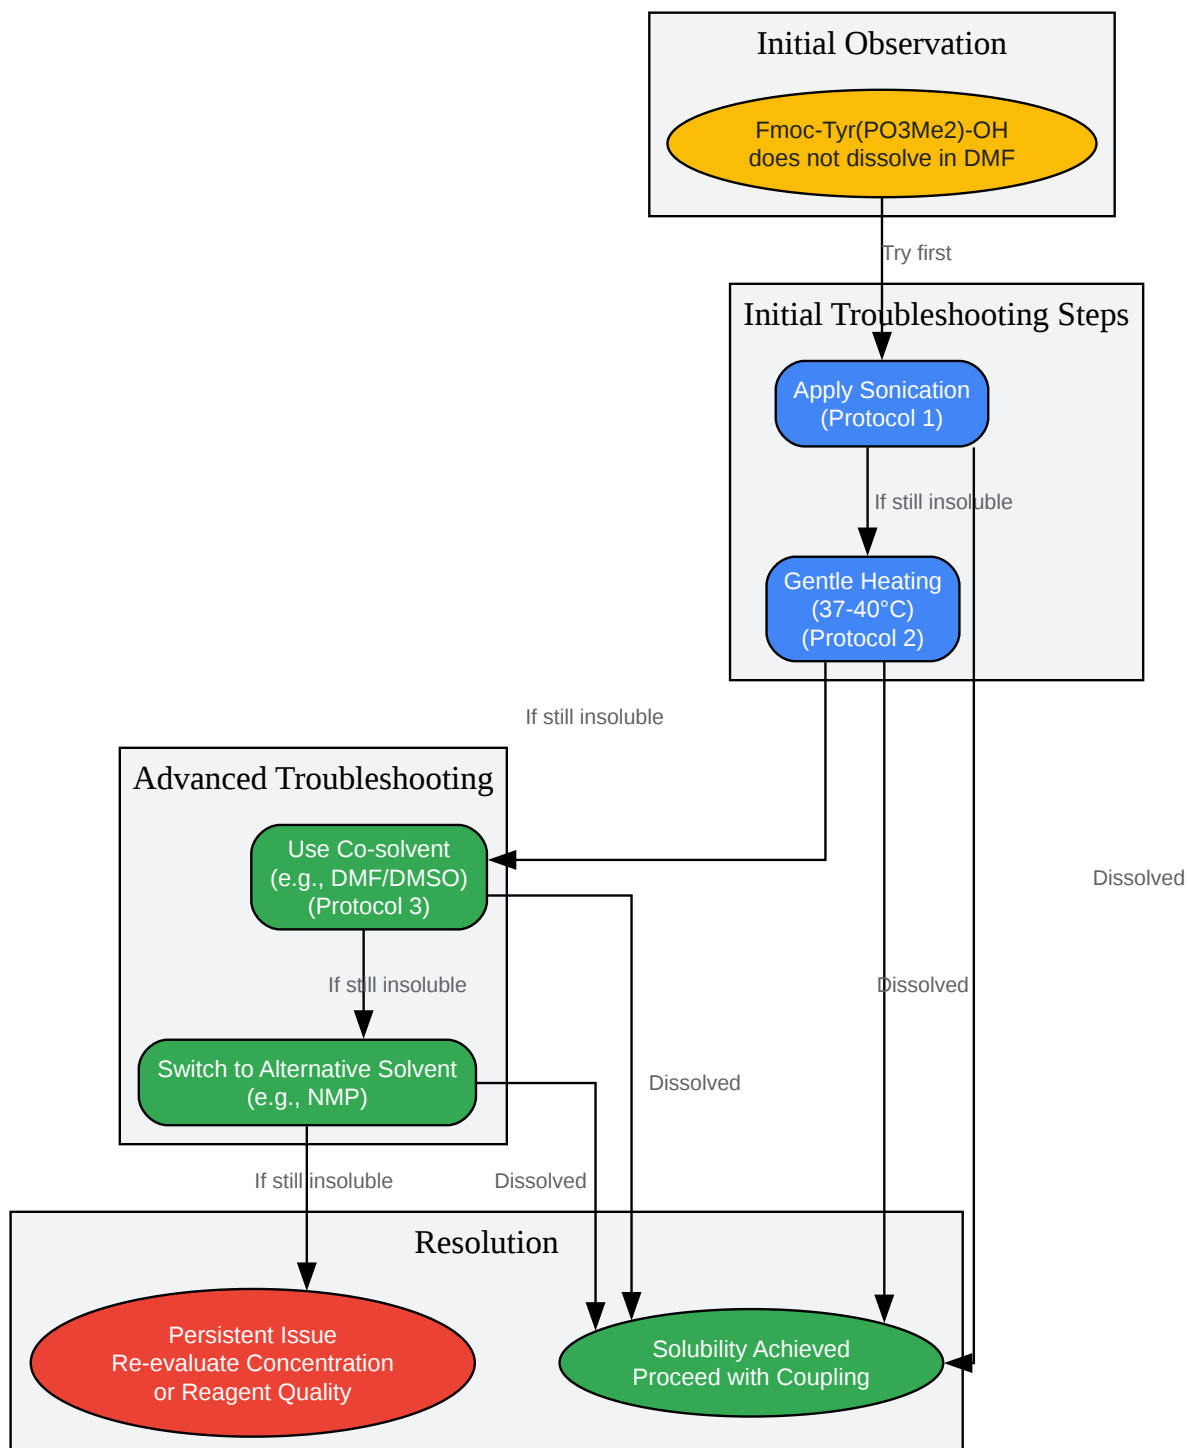 Initial Observation
Fmoc-Tyr(PO3Me2)-OH
does not dissolve in DMF
Try first
Initial Troubleshooting Steps
Apply Sonication
(Protocol 1)
If still insoluble
Gentle Heating
(37-40°C)
(Protocol 2)
If still insoluble
Advanced Troubleshooting
Use Co-solvent
(e.g., DMF/DMSO)
(Protocol 3)
Dissolved
If still insoluble
Dissolved
Switch to Alternative Solvent
(e.g., NMP)
Dissolved
If still insoluble
Dissolved
Resolution
Persistent Issue
Re-evaluate Concentration
or Reagent Quality
Solubility Achieved
Proceed with Coupling